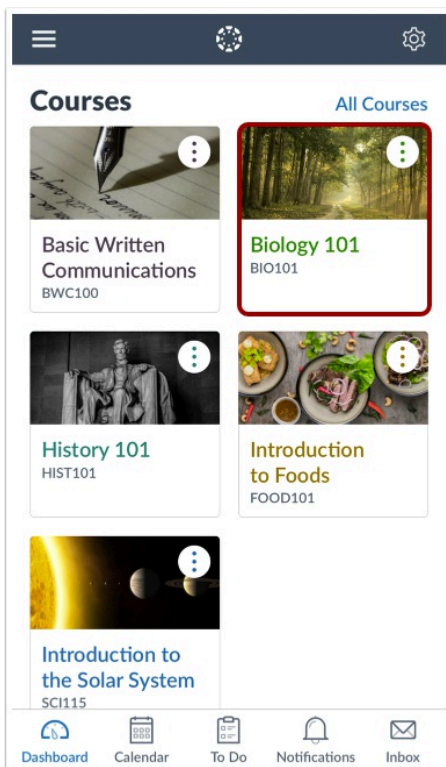 Courses
All Courses
Basic Written
Communications
BWC100
Biology 101
BIO101
History 101
HIST101
Introduction
to Foods
FOOD101
Introduction to
the Solar System
SCI115
Dashboard
Calendar
To Do
Notifications
Inbox